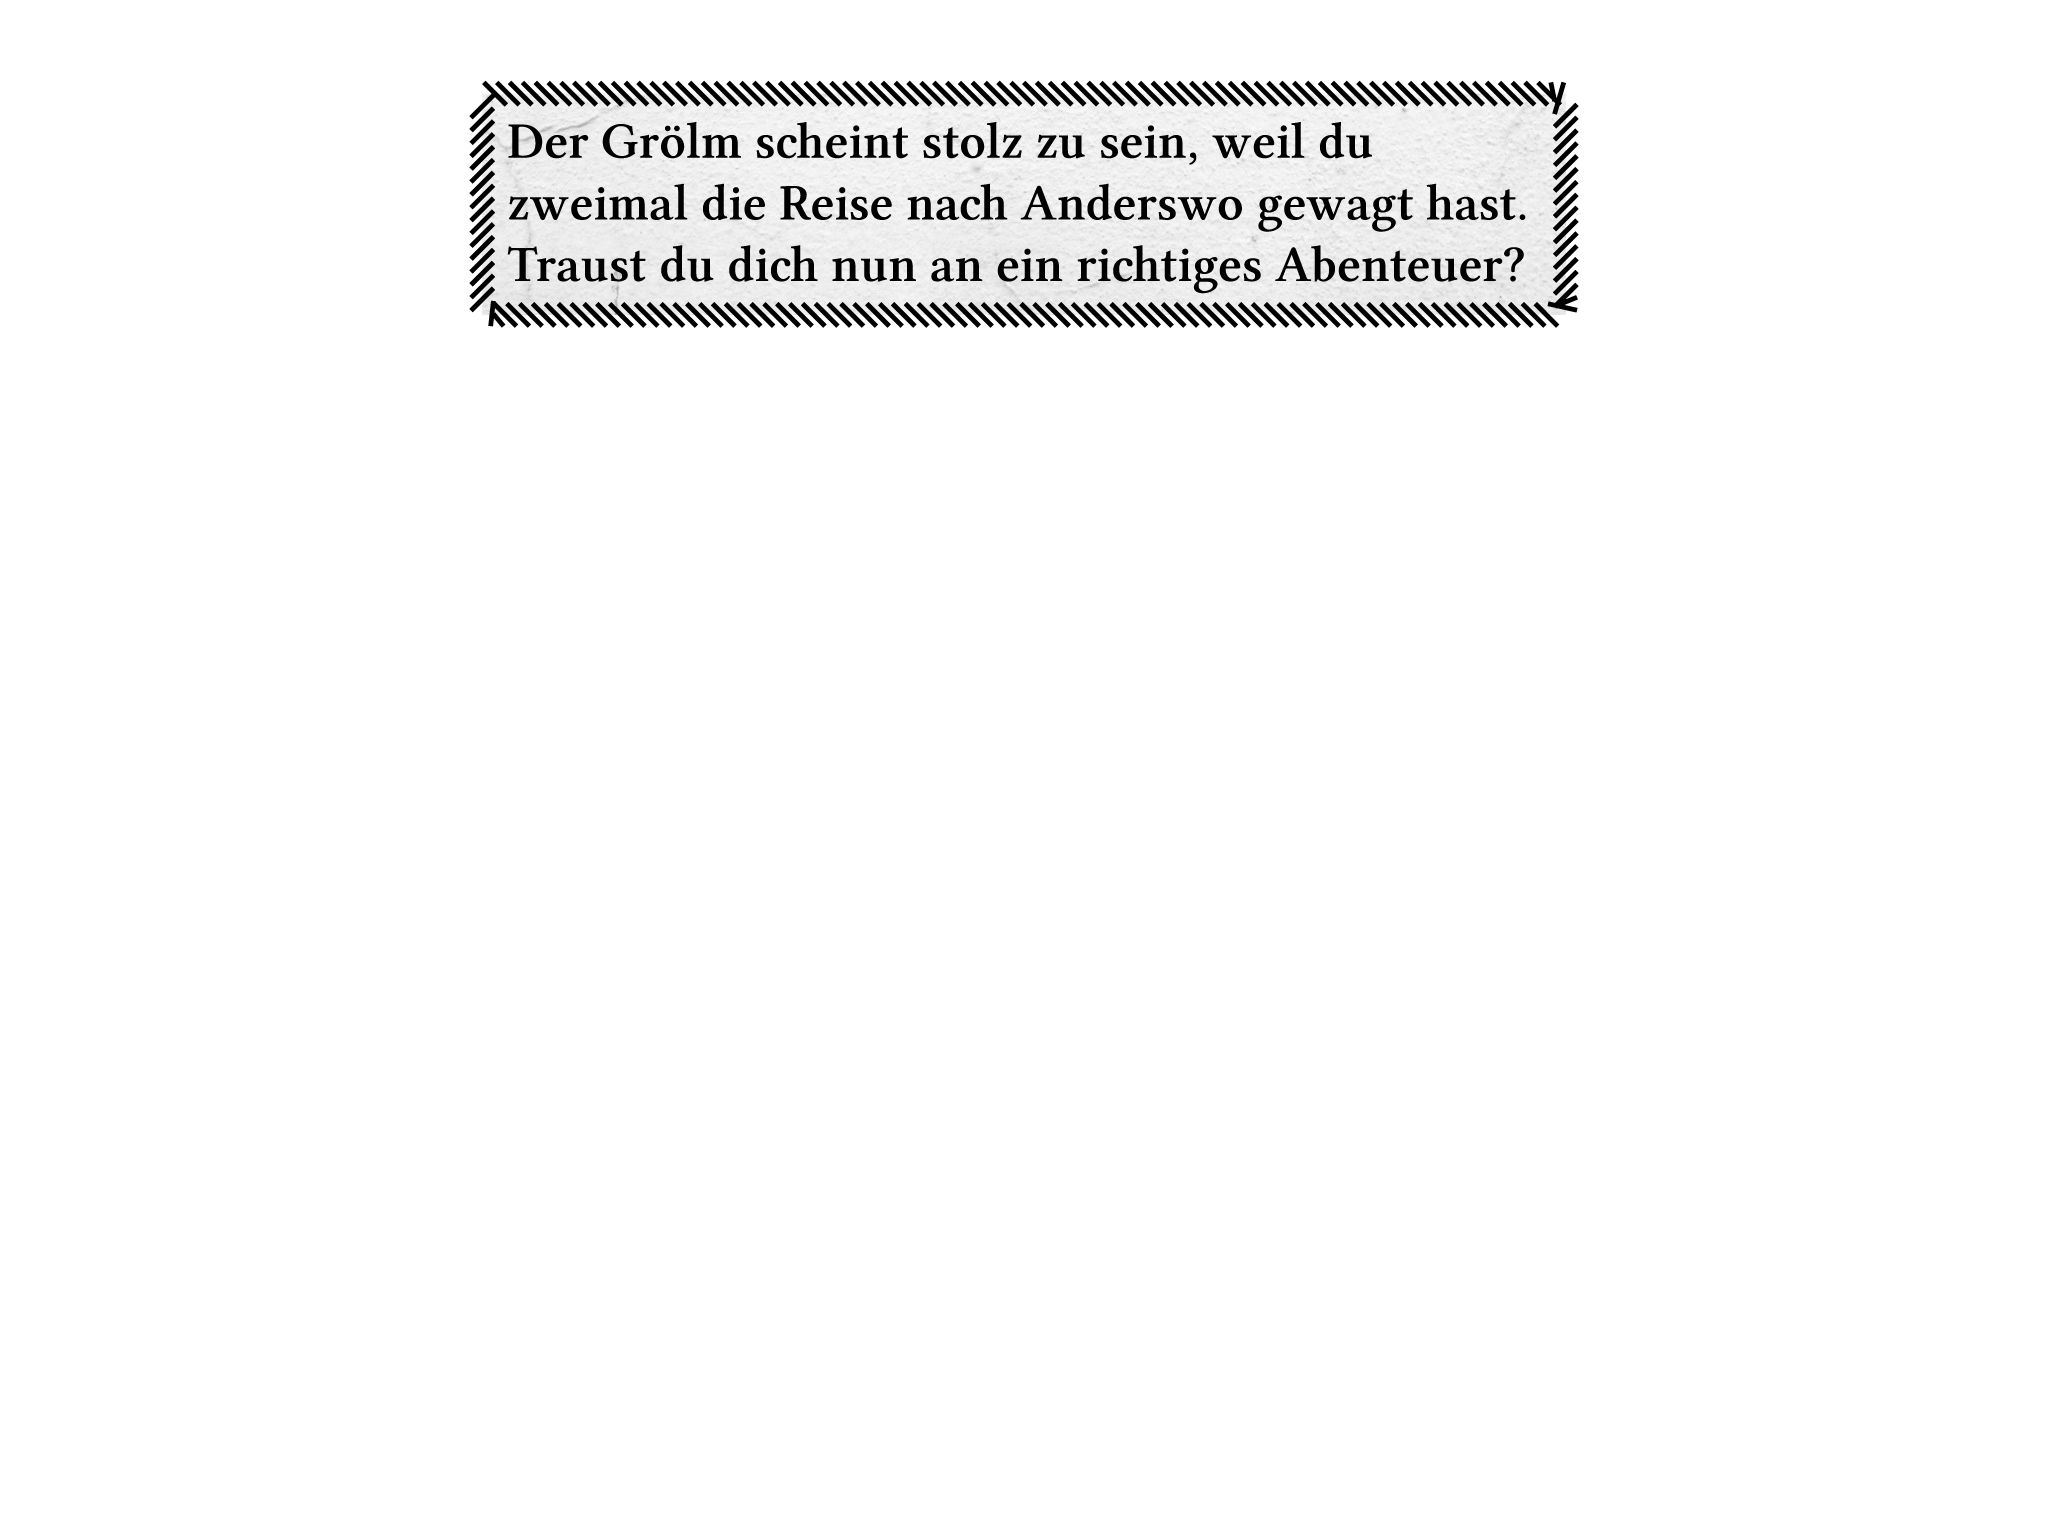 Der Grölm scheint stolz zu sein, weil du
zweimal die Reise nach Anderswo gewagt hast.
Traust du dich nun an ein richtiges Abenteuer?